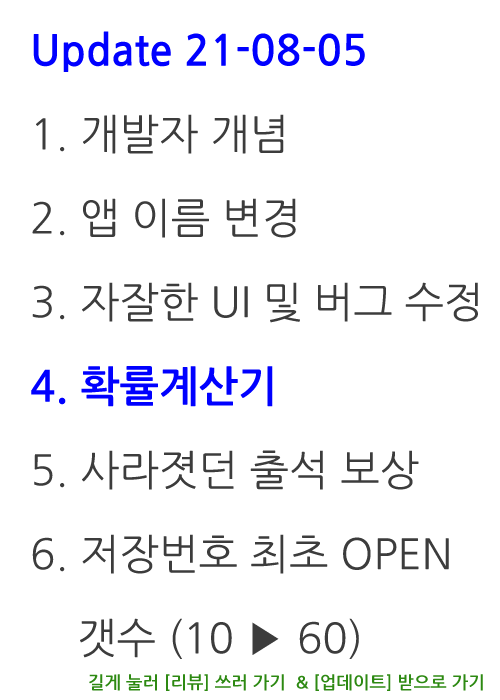 Update 21-08-05
1. 개발자 개념
2. 앱 이름 변경
3. 자잘한 UI 및 버그 수정
4. 확률계산기
5. 사라졋던 출석 보상
6. 저장번호 최초 OPEN
갯수 (10 ▶ 60)
길게 눌러 [리뷰] 쓰러 가기 & [업데이트] 받으로 가기